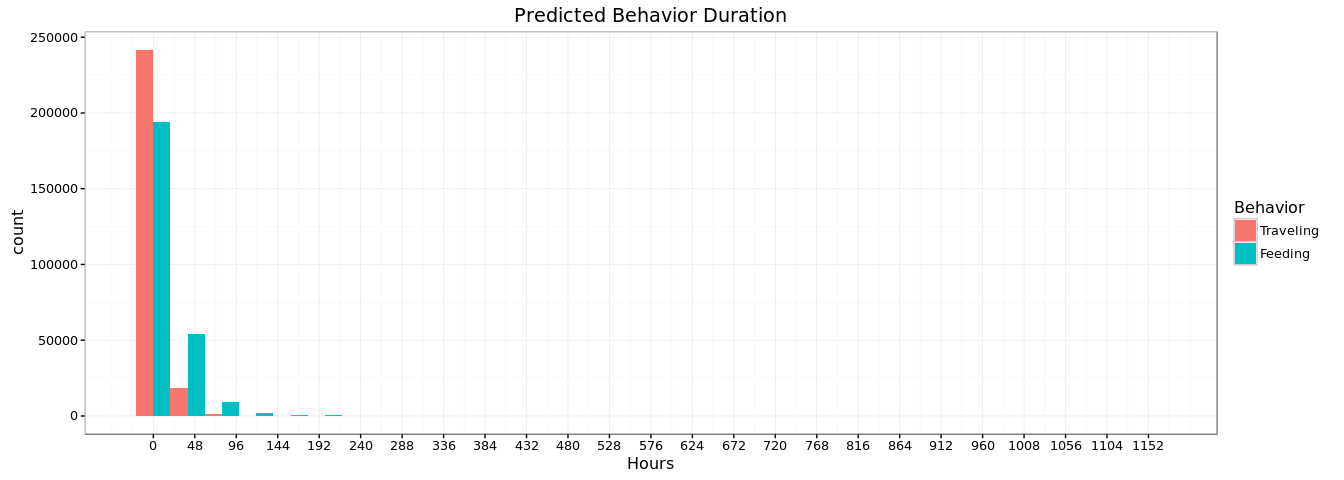 Predicted Behavior Duration
250000
200000
150000
100000
50000
0
count
0 48 96 144 192 240 288 336 384 432 480 528 576 624 672 720 768 816 864 912 960 1008 1056 1104 1152
Hours
Behavior
Traveling
Feeding